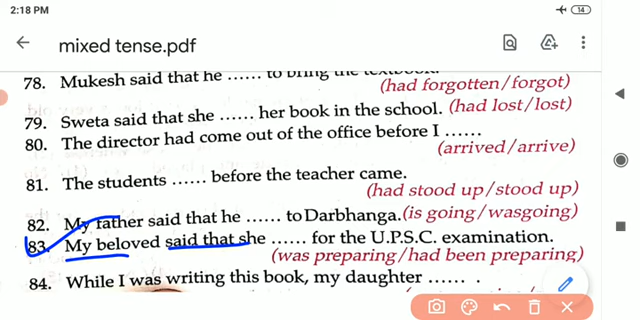 2:18 PM
14
mixed tense.pdf
78. Mukesh said that he ...... to bring the textbook.
(had forgotten/forgot)
79. Sweta said that she ...... her book in the school. (had lost/lost)
80. The director had come out of the office before I ......
(arrived/arrive)
81. The students ...... before the teacher came.
(had stood up/stood up)
82. My father said that he ...... to Darbhanga.(is going/wasgoing)
83. My beloved said that she ...... for the U.P.S.C. examination.
(was preparing/had been preparing)
84. While I was writing this book, my daughter ...... .